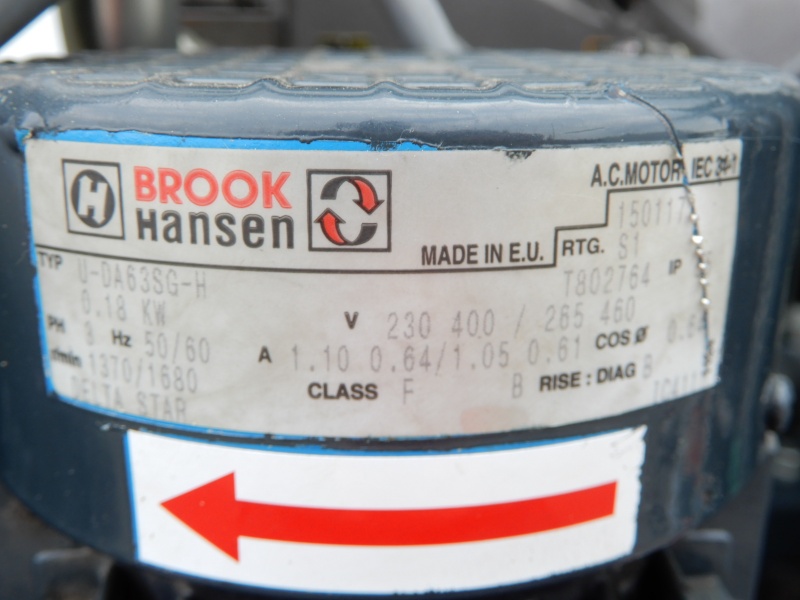 H BROOK Hansen
A.C.MOTOR IEC 34-1
MADE IN E.U. RTG. S1
TYP U-DA63SG-H T802764 IP
0.18 KW V 230 400 / 265 460 COS Ø
PH 3 Hz 50/60 A 1.10 0.64/1.05 0.61
r/min 1370/1680 CLASS F B RISE : DIAG B
DELTA STAR